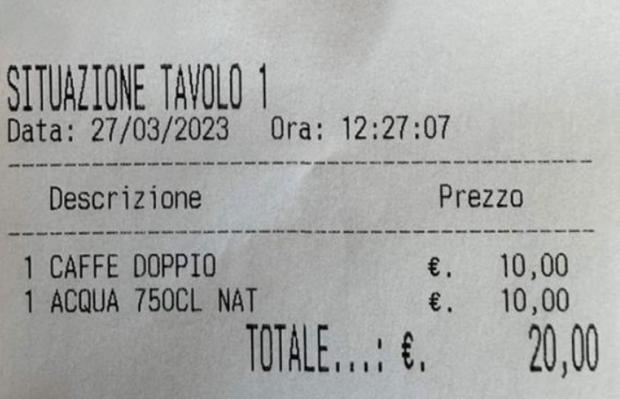 SITUAZIONE TAVOLO 1
Data: 27/03/2023 Ora: 12:27:07
Descrizione Prezzo
1 CAFFE DOPPIO €. 10,00
1 ACQUA 750CL NAT €. 10,00
TOTALE...: €. 20,00